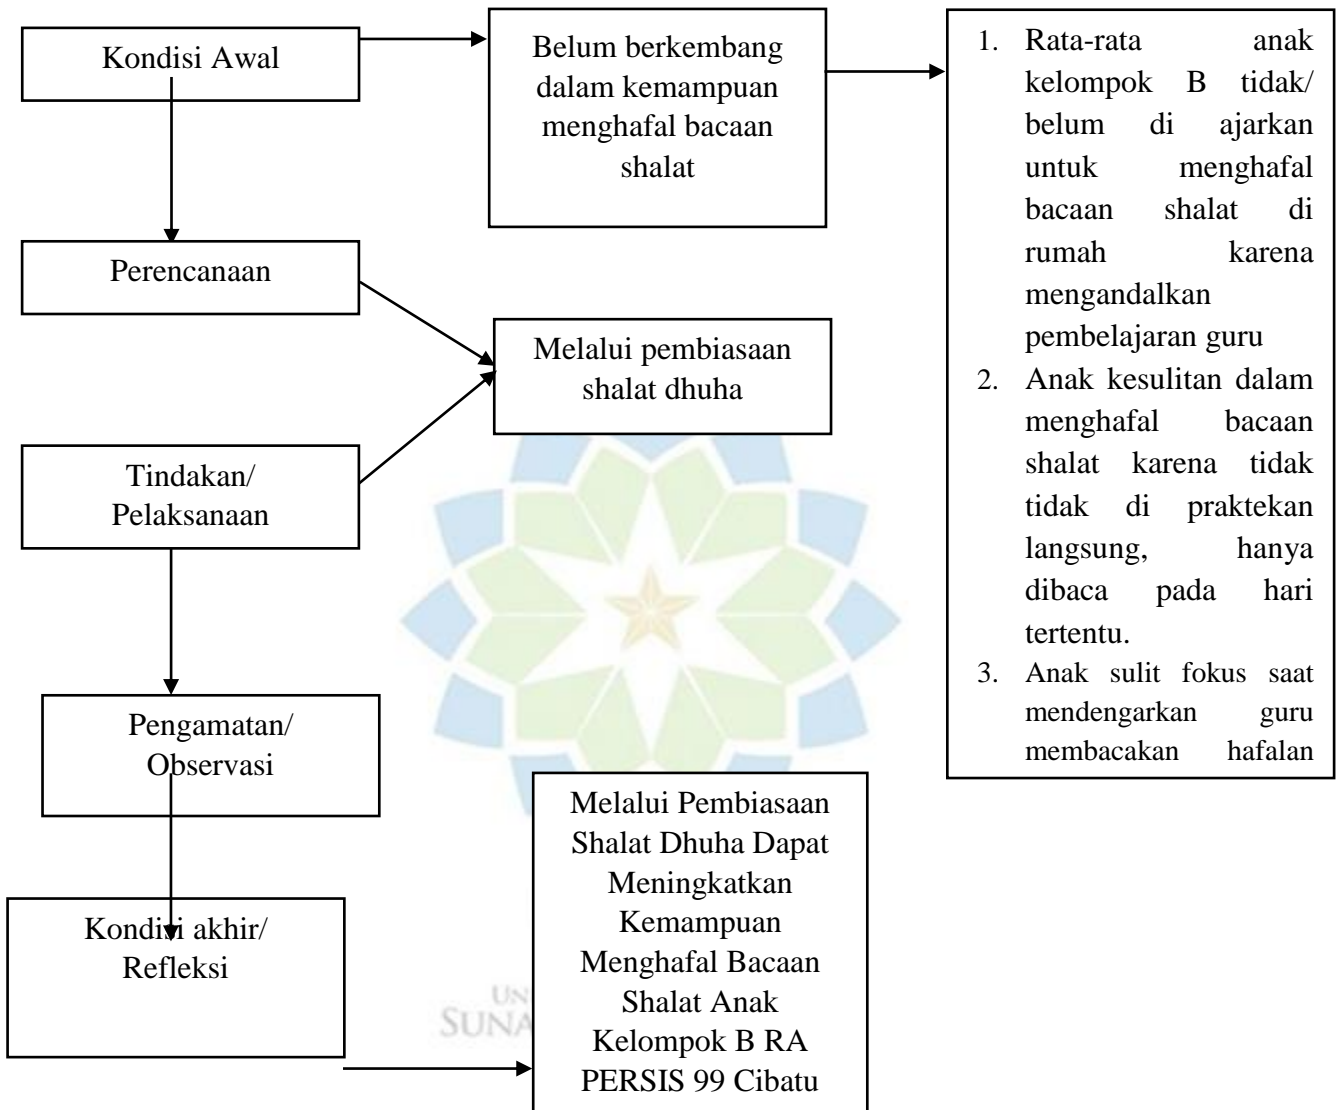 Kondisi Awal
Belum berkembang
dalam kemampuan
menghafal bacaan
shalat
1. Rata-rata anak
kelompok B tidak/
belum di ajarkan
untuk menghafal
bacaan shalat di
rumah karena
mengandalkan
pembelajaran guru
2. Anak kesulitan dalam
menghafal bacaan
shalat karena tidak
tidak di praktekan
langsung, hanya
dibaca pada hari
tertentu.
3. Anak sulit fokus saat
mendengarkan guru
membacakan hafalan
Perencanaan
Melalui pembiasaan
shalat dhuha
Tindakan/
Pelaksanaan
Pengamatan/
Observasi
Kondisi akhir/
Refleksi
Melalui Pembiasaan
Shalat Dhuha Dapat
Meningkatkan
Kemampuan
Menghafal Bacaan
Shalat Anak
Kelompok B RA
PERSIS 99 Cibatu
UN
SUNA